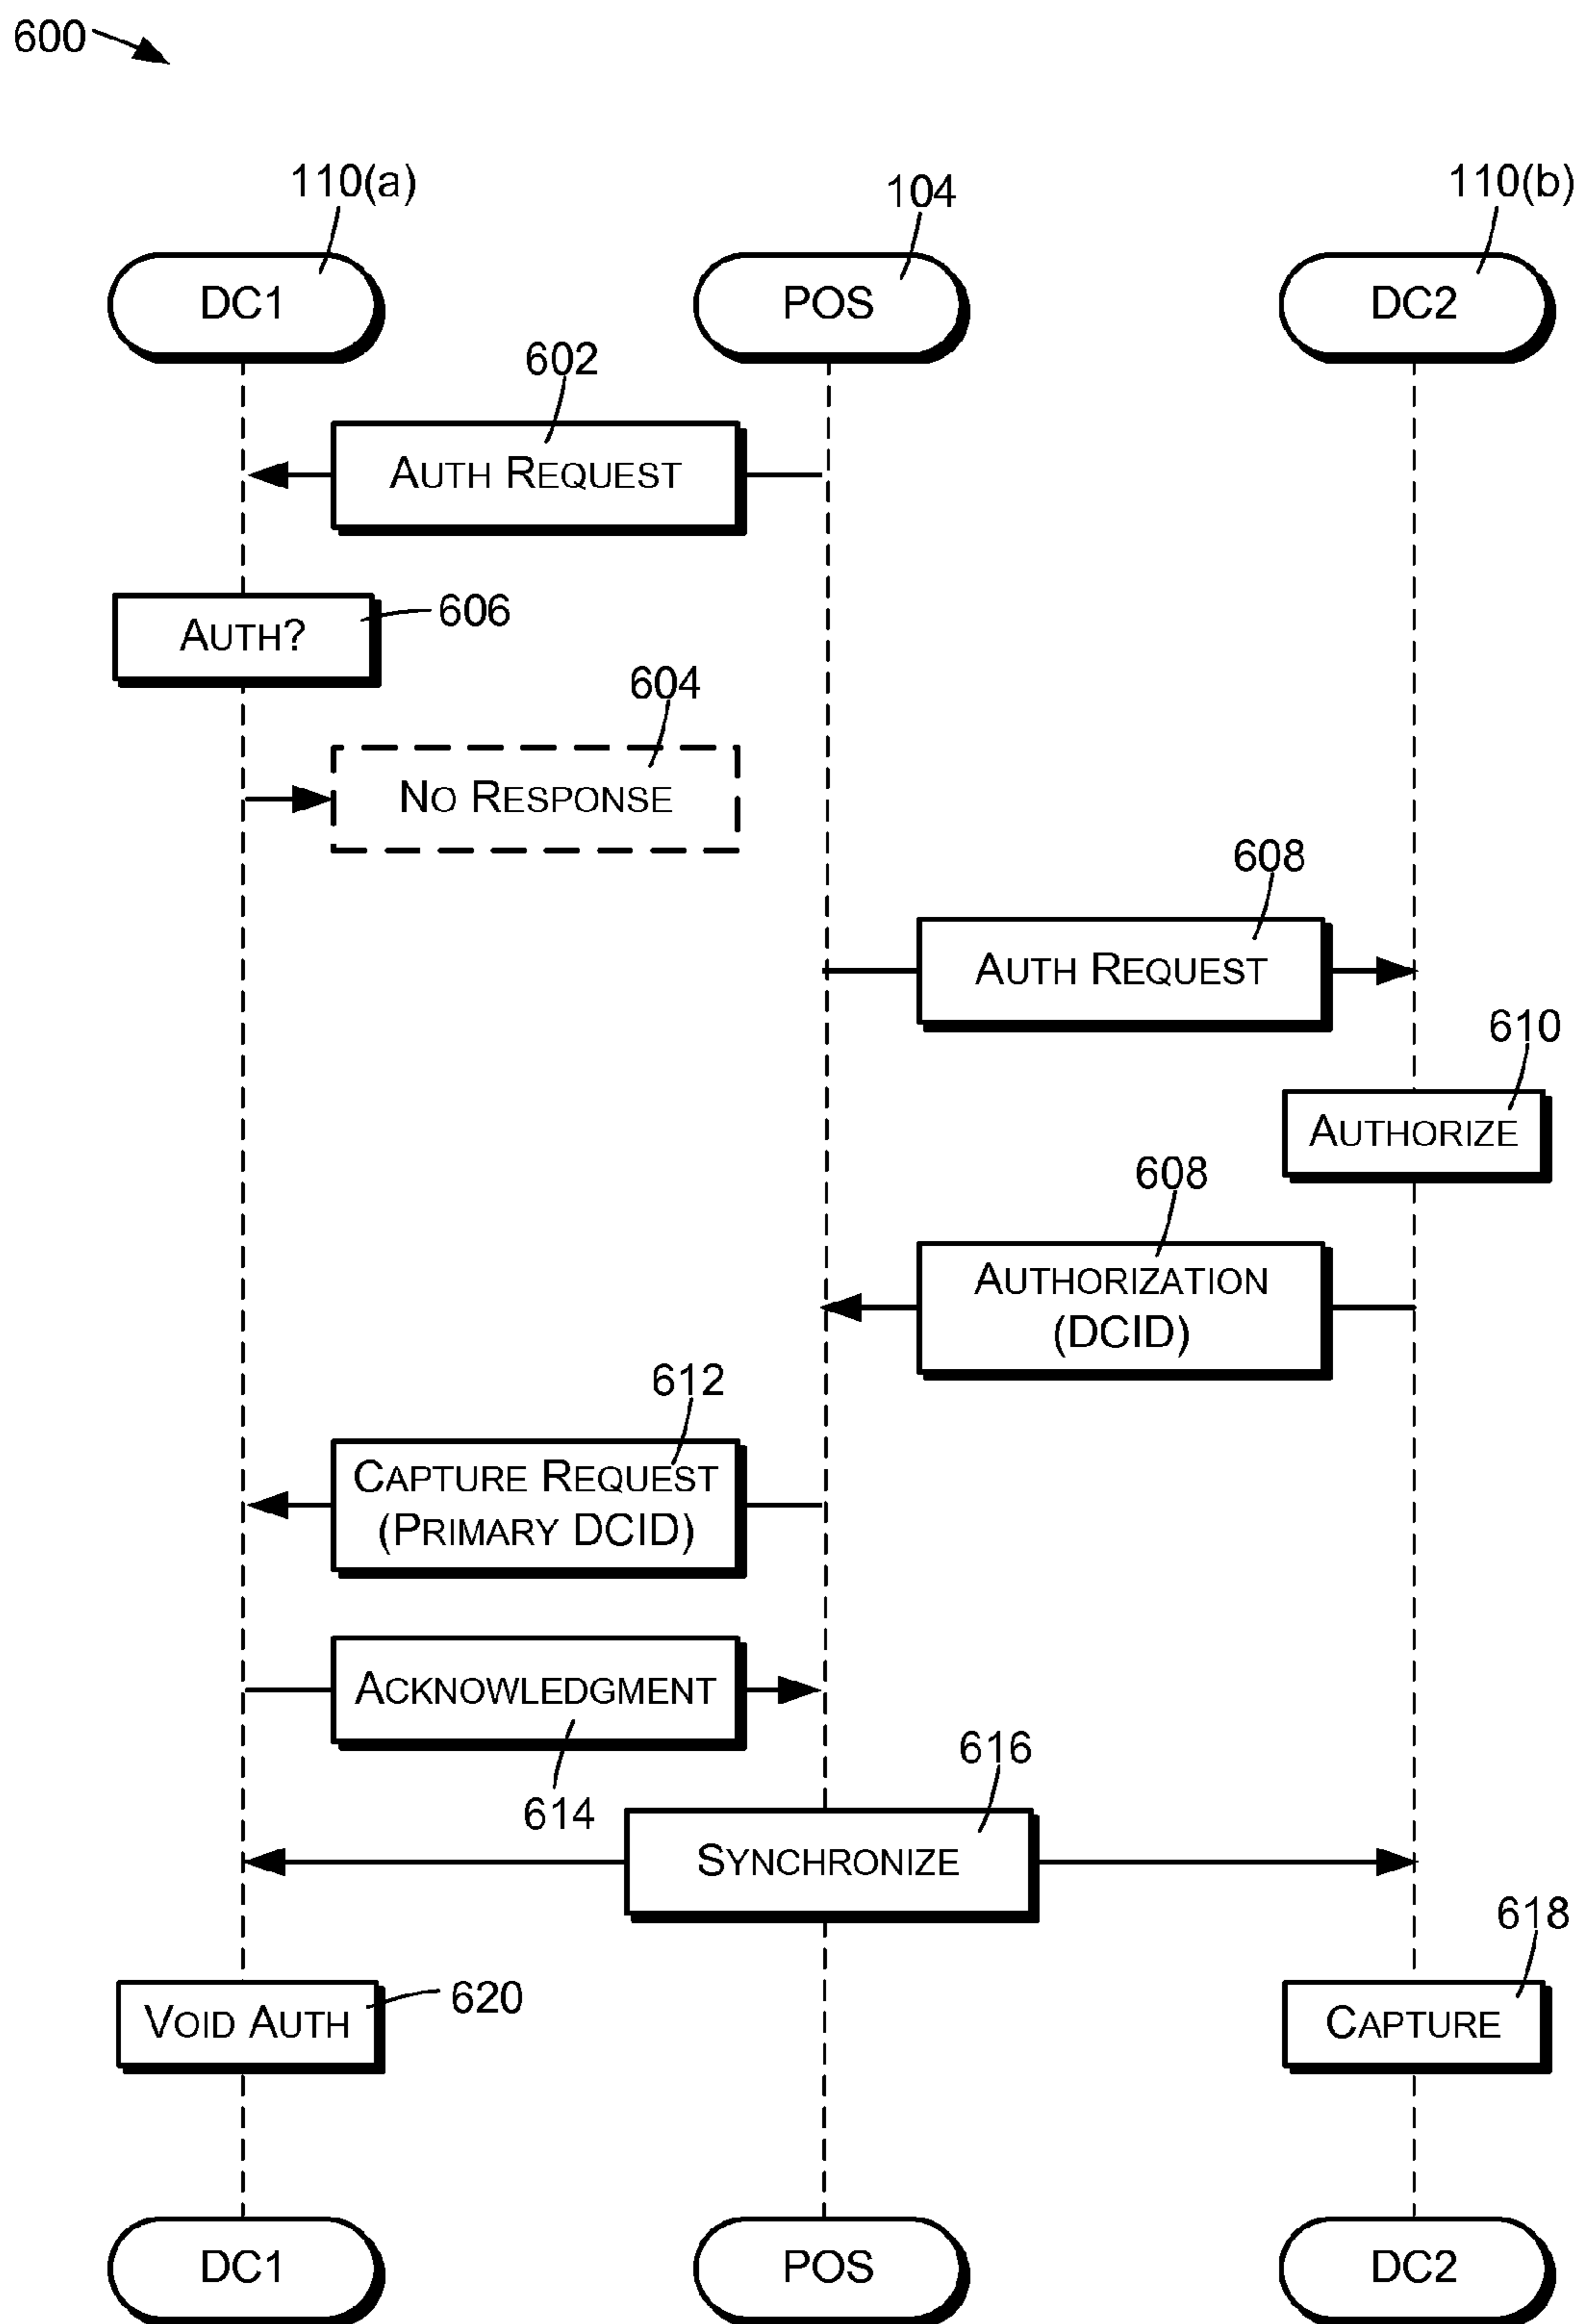 600
110(a)
104
110(b)
DC1
POS
DC2
602
AUTH REQUEST
AUTH?
606
604
NO RESPONSE
608
AUTH REQUEST
610
AUTHORIZE
608
AUTHORIZATION
(DCID)
612
CAPTURE REQUEST
(PRIMARY DCID)
ACKNOWLEDGMENT
614
616
SYNCHRONIZE
618
VOID AUTH
620
CAPTURE
DC1
POS
DC2